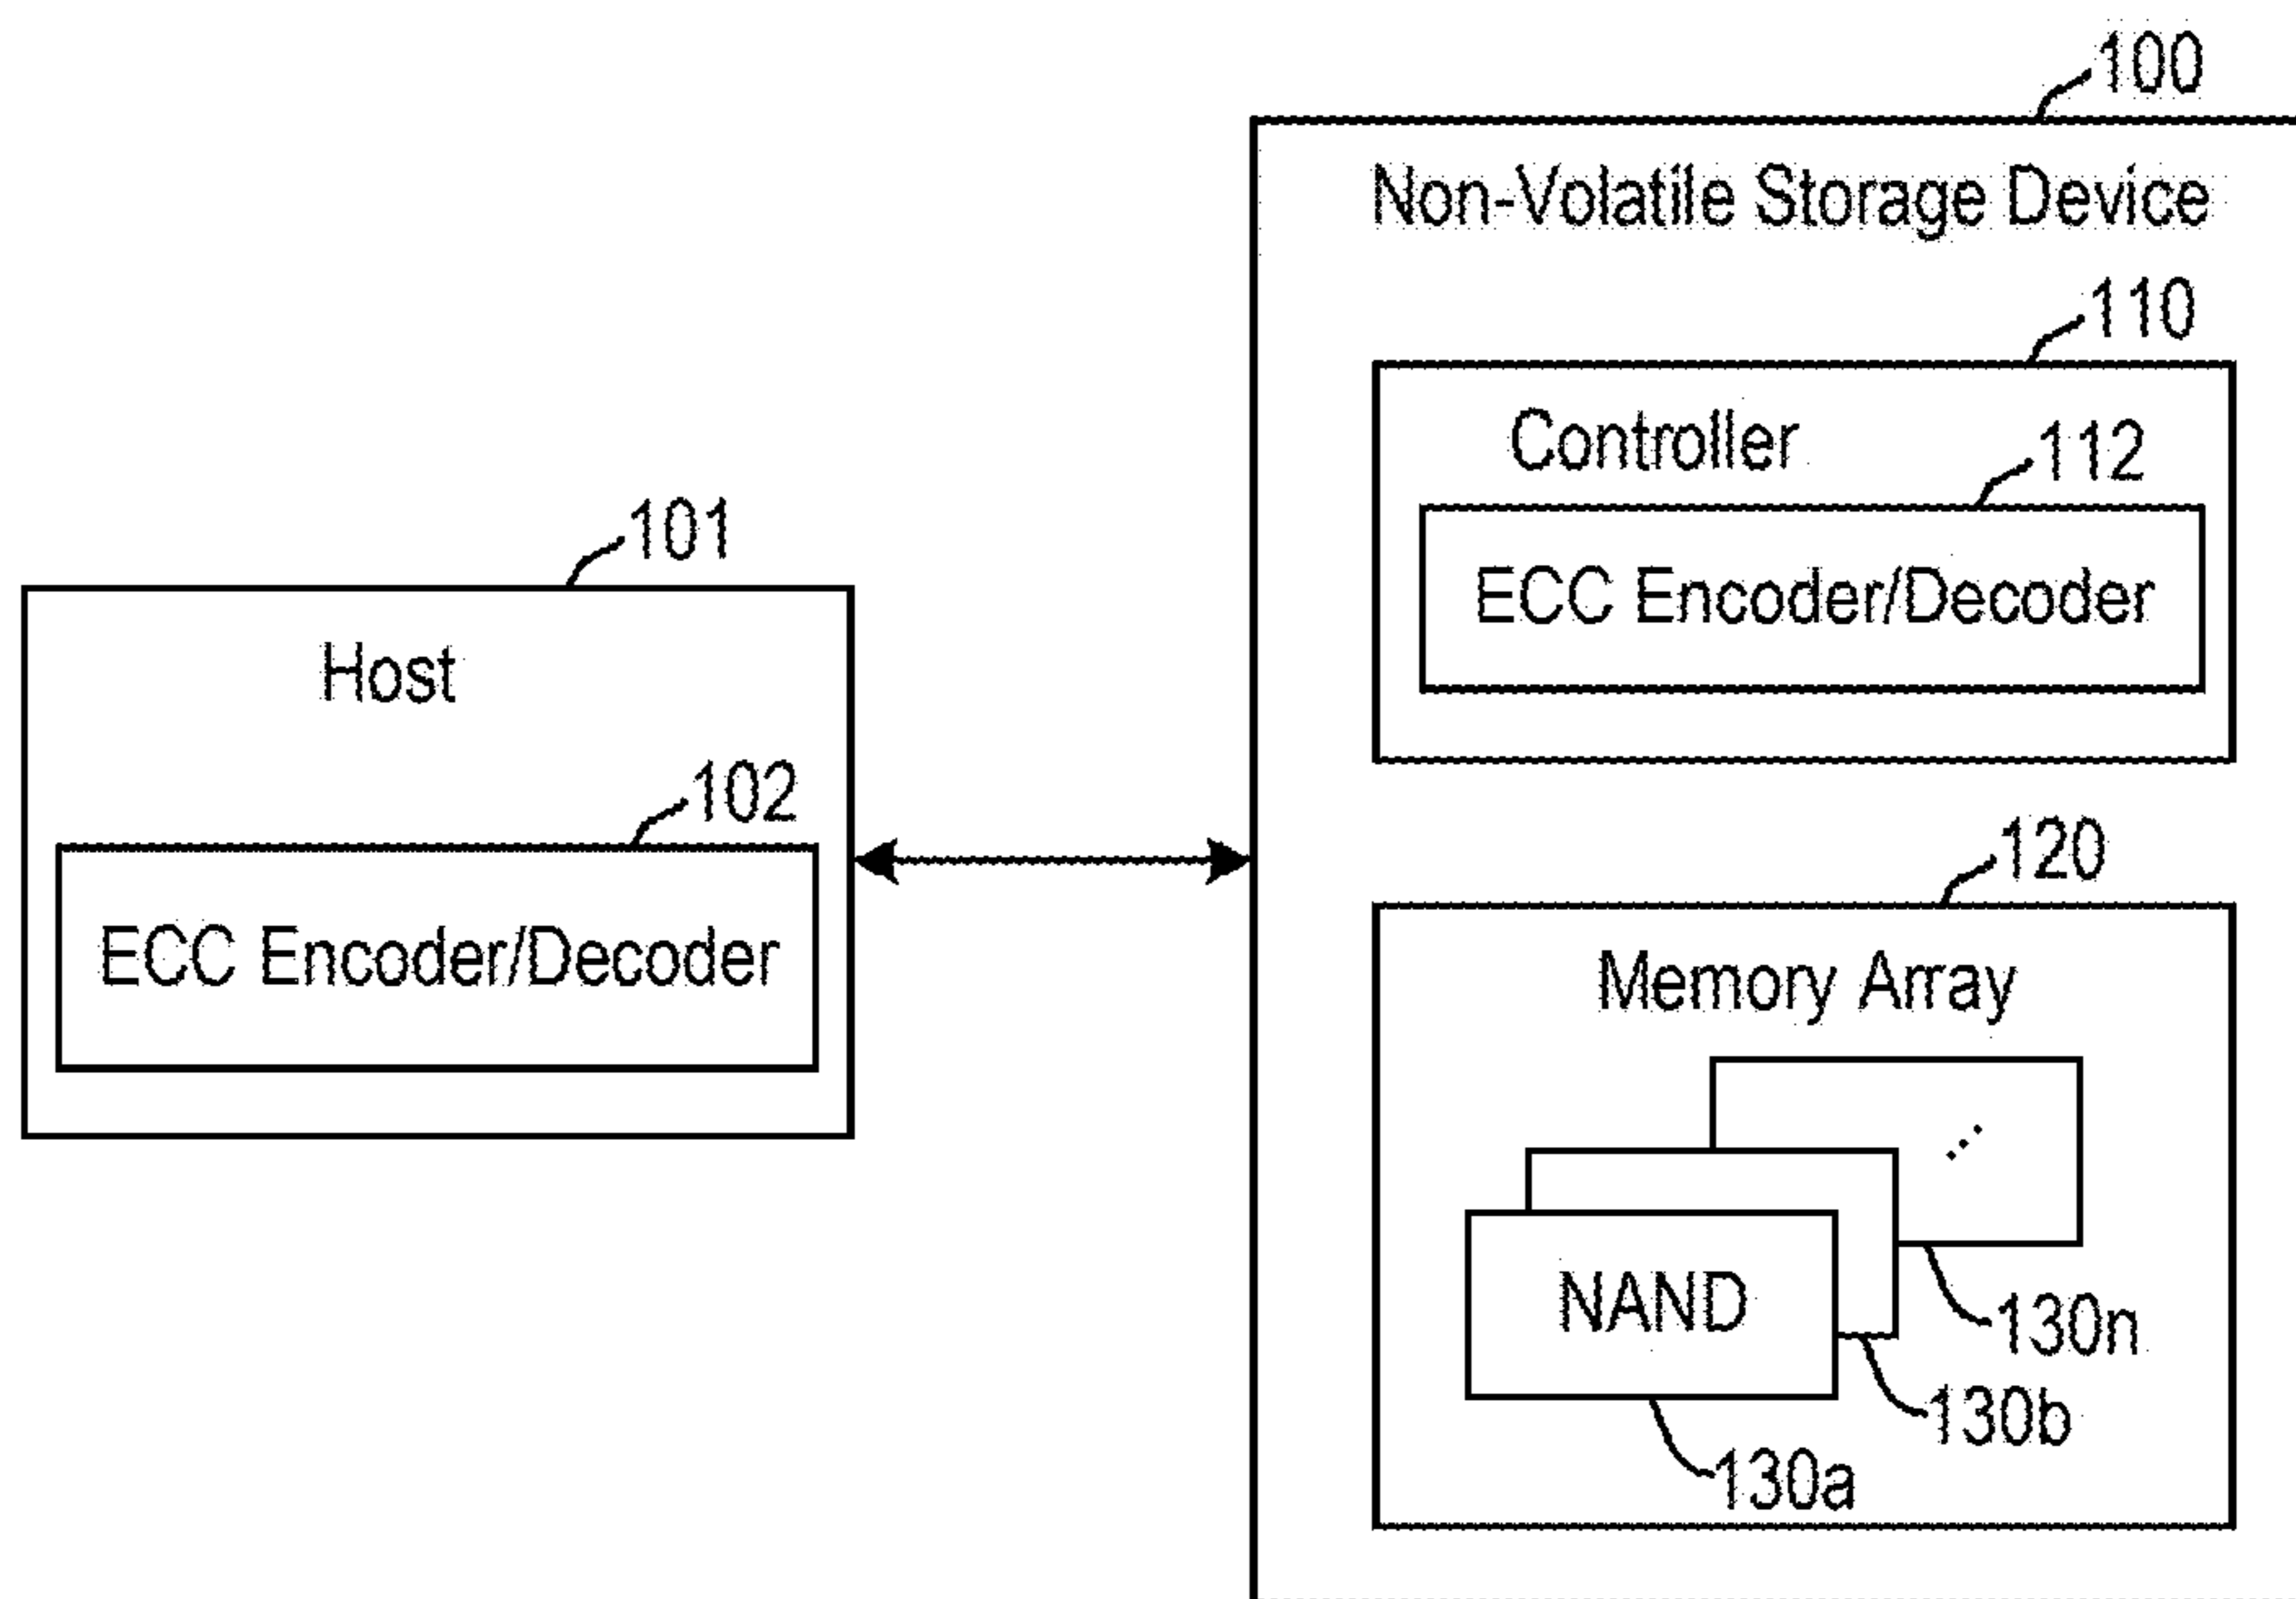 100
Non-Volatile Storage Device
110
Controller
112
ECC Encoder/Decoder
101
Host
102
ECC Encoder/Decoder
120
Memory Array
NAND
130n
130b
130a